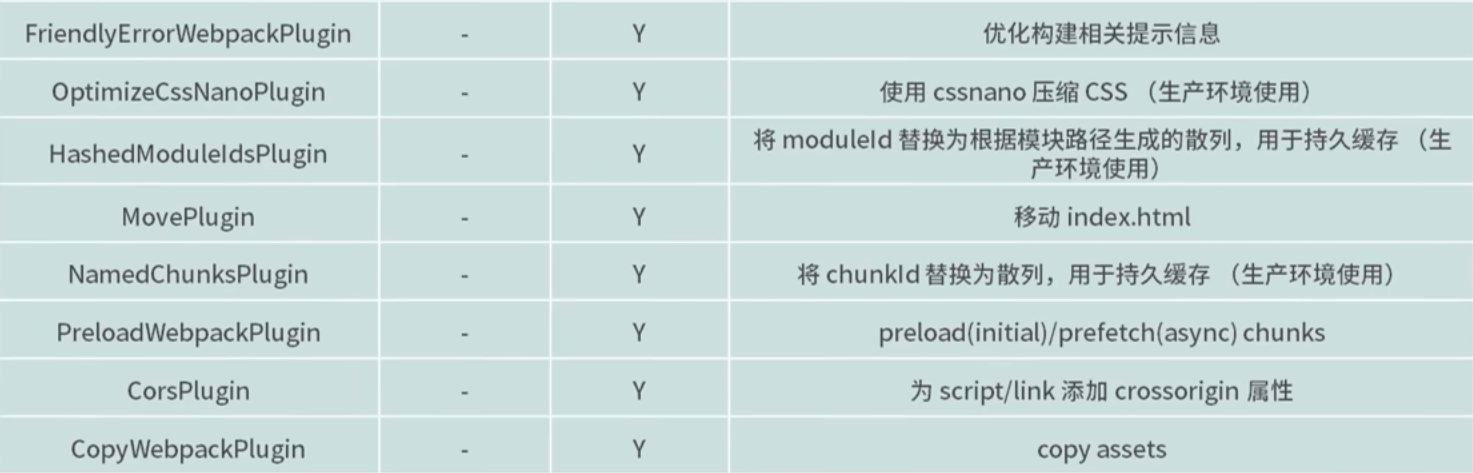 FriendlyErrorWebpackPlugin - Y 优化构建相关提示信息
OptimizeCssNanoPlugin - Y 使用 cssnano 压缩 CSS （生产环境使用）
HashedModuleIdsPlugin - Y 将 moduleId 替换为根据模块路径生成的散列，用于持久缓存 （生
产环境使用）
MovePlugin - Y 移动 index.html
NamedChunksPlugin - Y 将 chunkId 替换为散列，用于持久缓存 （生产环境使用）
PreloadWebpackPlugin - Y preload(initial)/prefetch(async) chunks
CorsPlugin - Y 为 script/link 添加 crossorigin 属性
CopyWebpackPlugin - Y copy assets